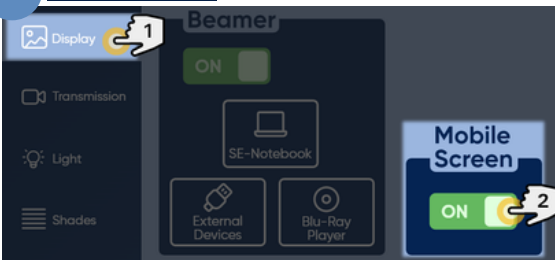 Display
1
Transmission
Light
Shades
Beamer
ON
SE-Notebook
External
Devices
Blu-Ray
Player
Mobile
Screen
ON
2